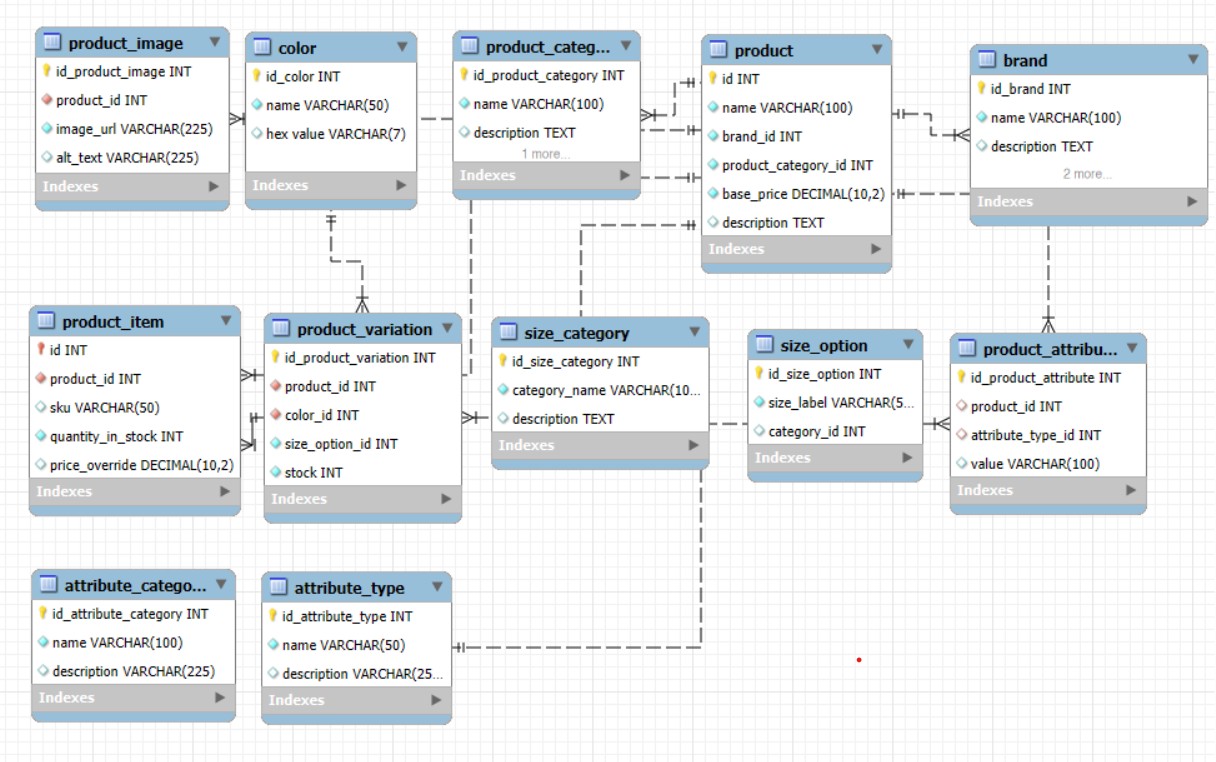 product_image
id_product_image INT
product_id INT
image_url VARCHAR(225)
alt_text VARCHAR(225)
Indexes
color
id_color INT
name VARCHAR(50)
hex value VARCHAR(7)
Indexes
product_categ...
id_product_category INT
name VARCHAR(100)
description TEXT
1 more...
Indexes
product
id INT
name VARCHAR(100)
brand_id INT
product_category_id INT
base_price DECIMAL(10,2)
description TEXT
Indexes
brand
id_brand INT
name VARCHAR(100)
description TEXT
2 more...
Indexes
product_item
id INT
product_id INT
sku VARCHAR(50)
quantity_in_stock INT
price_override DECIMAL(10,2)
Indexes
product_variation
id_product_variation INT
product_id INT
color_id INT
size_option_id INT
stock INT
Indexes
size_category
id_size_category INT
category_name VARCHAR(10...
description TEXT
Indexes
size_option
id_size_option INT
size_label VARCHAR(5...
category_id INT
Indexes
product_attribu...
id_product_attribute INT
product_id INT
attribute_type_id INT
value VARCHAR(100)
Indexes
attribute_catego...
id_attribute_category INT
name VARCHAR(100)
description VARCHAR(225)
Indexes
attribute_type
id_attribute_type INT
name VARCHAR(50)
description VARCHAR(25...
Indexes